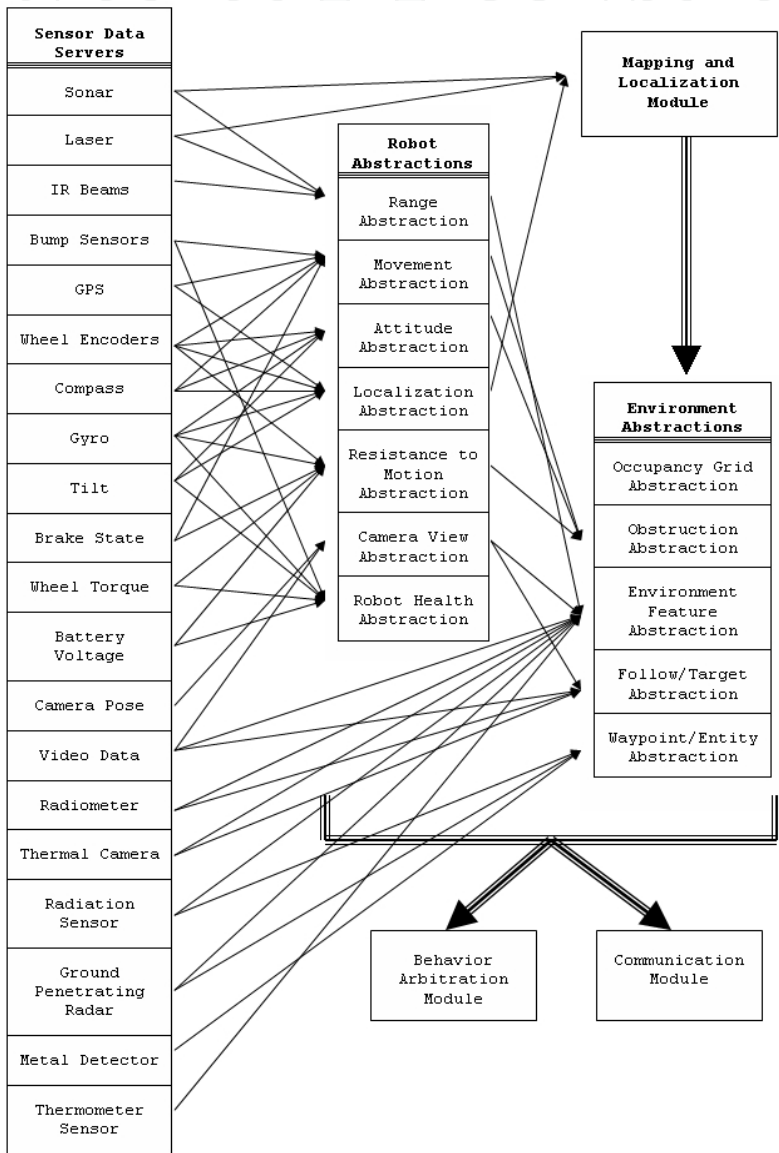 Sensor Data
Servers
Sonar
Laser
IR Beams
Bump Sensors
GPS
Wheel Encoders
Compass
Gyro
Tilt
Brake State
Wheel Torque
Battery
Voltage
Camera Pose
Video Data
Radiometer
Thermal Camera
Radiation
Sensor
Ground
Penetrating
Radar
Metal Detector
Thermometer
Sensor
Robot
Abstractions
Range
Abstraction
Movement
Abstraction
Attitude
Abstraction
Localization
Abstraction
Resistance to
Motion
Abstraction
Camera View
Abstraction
Robot Health
Abstraction
Mapping and
Localization
Module
Environment
Abstractions
Occupancy Grid
Abstraction
Obstruction
Abstraction
Environment
Feature
Abstraction
Follow/Target
Abstraction
Waypoint/Entity
Abstraction
Behavior
Arbitration
Module
Communication
Module